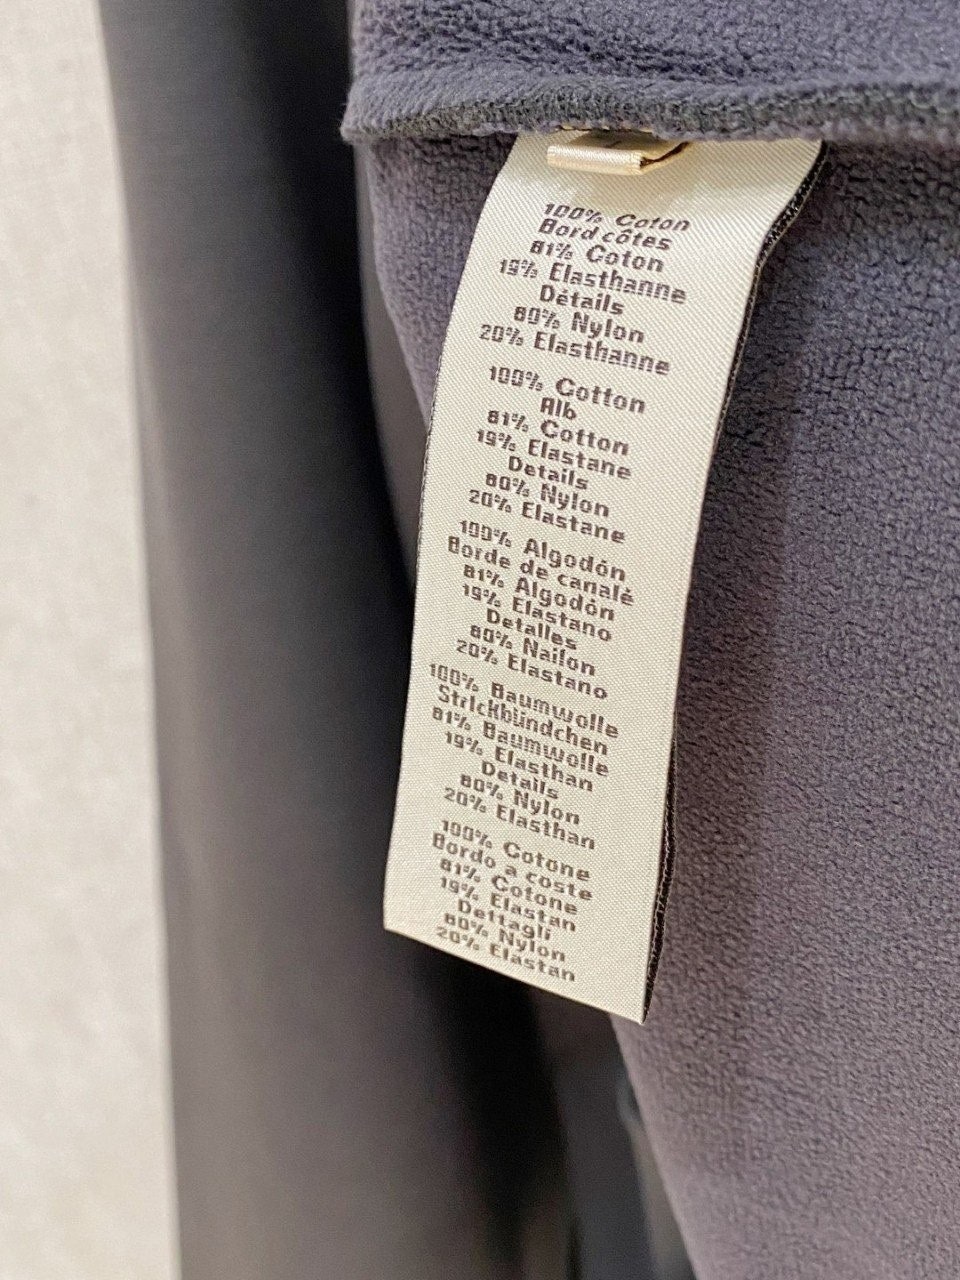 100% Coton
Bord côtes
81% Coton
19% Elasthanne
Détails
80% Nylon
20% Elasthanne
100% Cotton
Rib
81% Cotton
19% Elastane
Details
80% Nylon
20% Elastane
100% Algodón
Borde de canalé
81% Algodón
19% Elastano
Detalles
80% Nailon
20% Elastano
100% Baumwolle
Strickbündchen
81% Baumwolle
19% Elasthan
Details
80% Nylon
20% Elasthan
100% Cotone
Bordo a coste
81% Cotone
19% Elastan
Dettagli
80% Nylon
20% Elastan